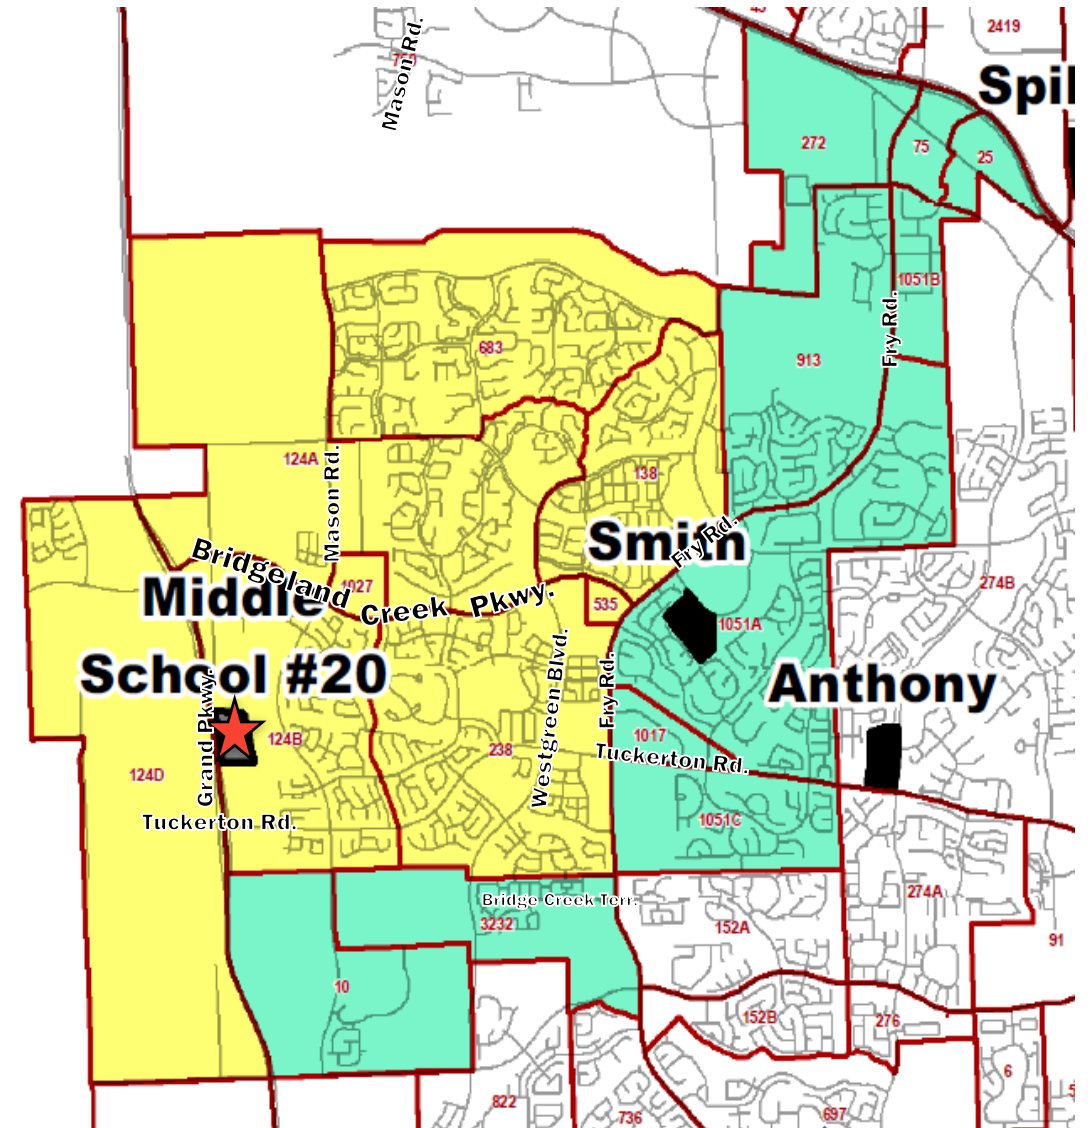 2419
Mason Rd.
Spil
272
75
25
1051B
Fry Rd.
683
913
124A
Mason Rd.
138
Smith
Fry Rd.
Bridgeland Creek Pkwy.
1027
274B
Middle
535
1051A
School #20
Anthony
Grand Pkwy.
Westgreen Blvd.
Fry Rd.
124B
238
1017
124D
Tuckerton Rd.
Tuckerton Rd.
1051C
Bridge Creek Terr.
274A
3232
152A
91
10
152B
276
6
822
736
697